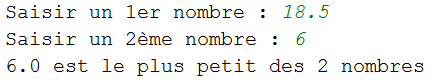 Saisir un 1er nombre : 18.5
Saisir un 2ème nombre : 6
6.0 est le plus petit des 2 nombres